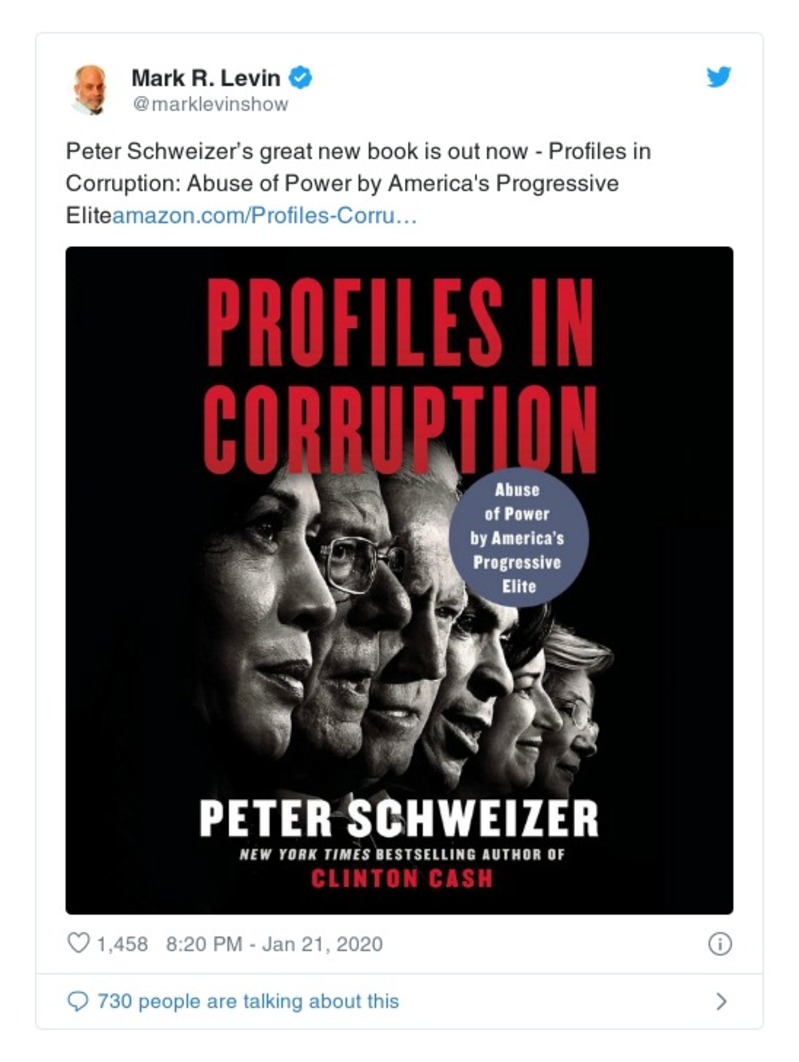 Mark R. Levin
@marklevinshow
Peter Schweizer’s great new book is out now - Profiles in
Corruption: Abuse of Power by America's Progressive
Eliteamazon.com/Profiles-Corru…
PROFILES IN
CORRUPTION
Abuse
of Power
by America's
Progressive
Elite
PETER SCHWEIZER
NEW YORK TIMES BESTSELLING AUTHOR OF
CLINTON CASH
1,458 8:20 PM - Jan 21, 2020
730 people are talking about this